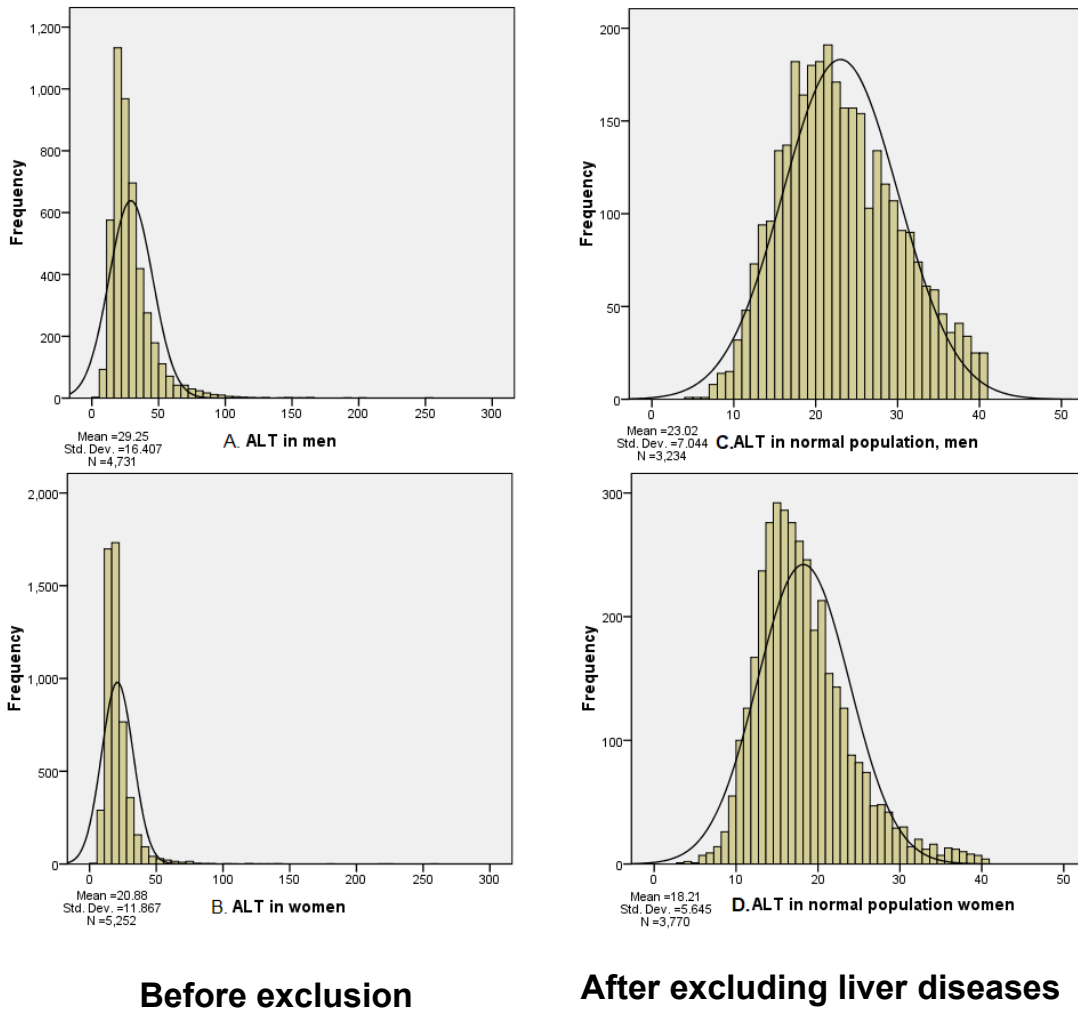 1,200
1,000
800
600
400
200
0
Frequency
0 50 100 150 200 250 300
A. ALT in men
Mean =29.25
Std. Dev. =16.407
N =4,731
200
150
100
50
0
Frequency
0 10 20 30 40 50
C.ALT in normal population, men
Mean =23.02
Std. Dev. =7.044
N =3,234
2,000
1,500
1,000
500
0
Frequency
0 50 100 150 200 250 300
B. ALT in women
Mean =20.88
Std. Dev. =11.867
N =5,252
300
200
100
0
Frequency
0 10 20 30 40 50
D.ALT in normal population women
Mean =18.21
Std. Dev. =5.645
N =3,770
Before exclusion
After excluding liver diseases